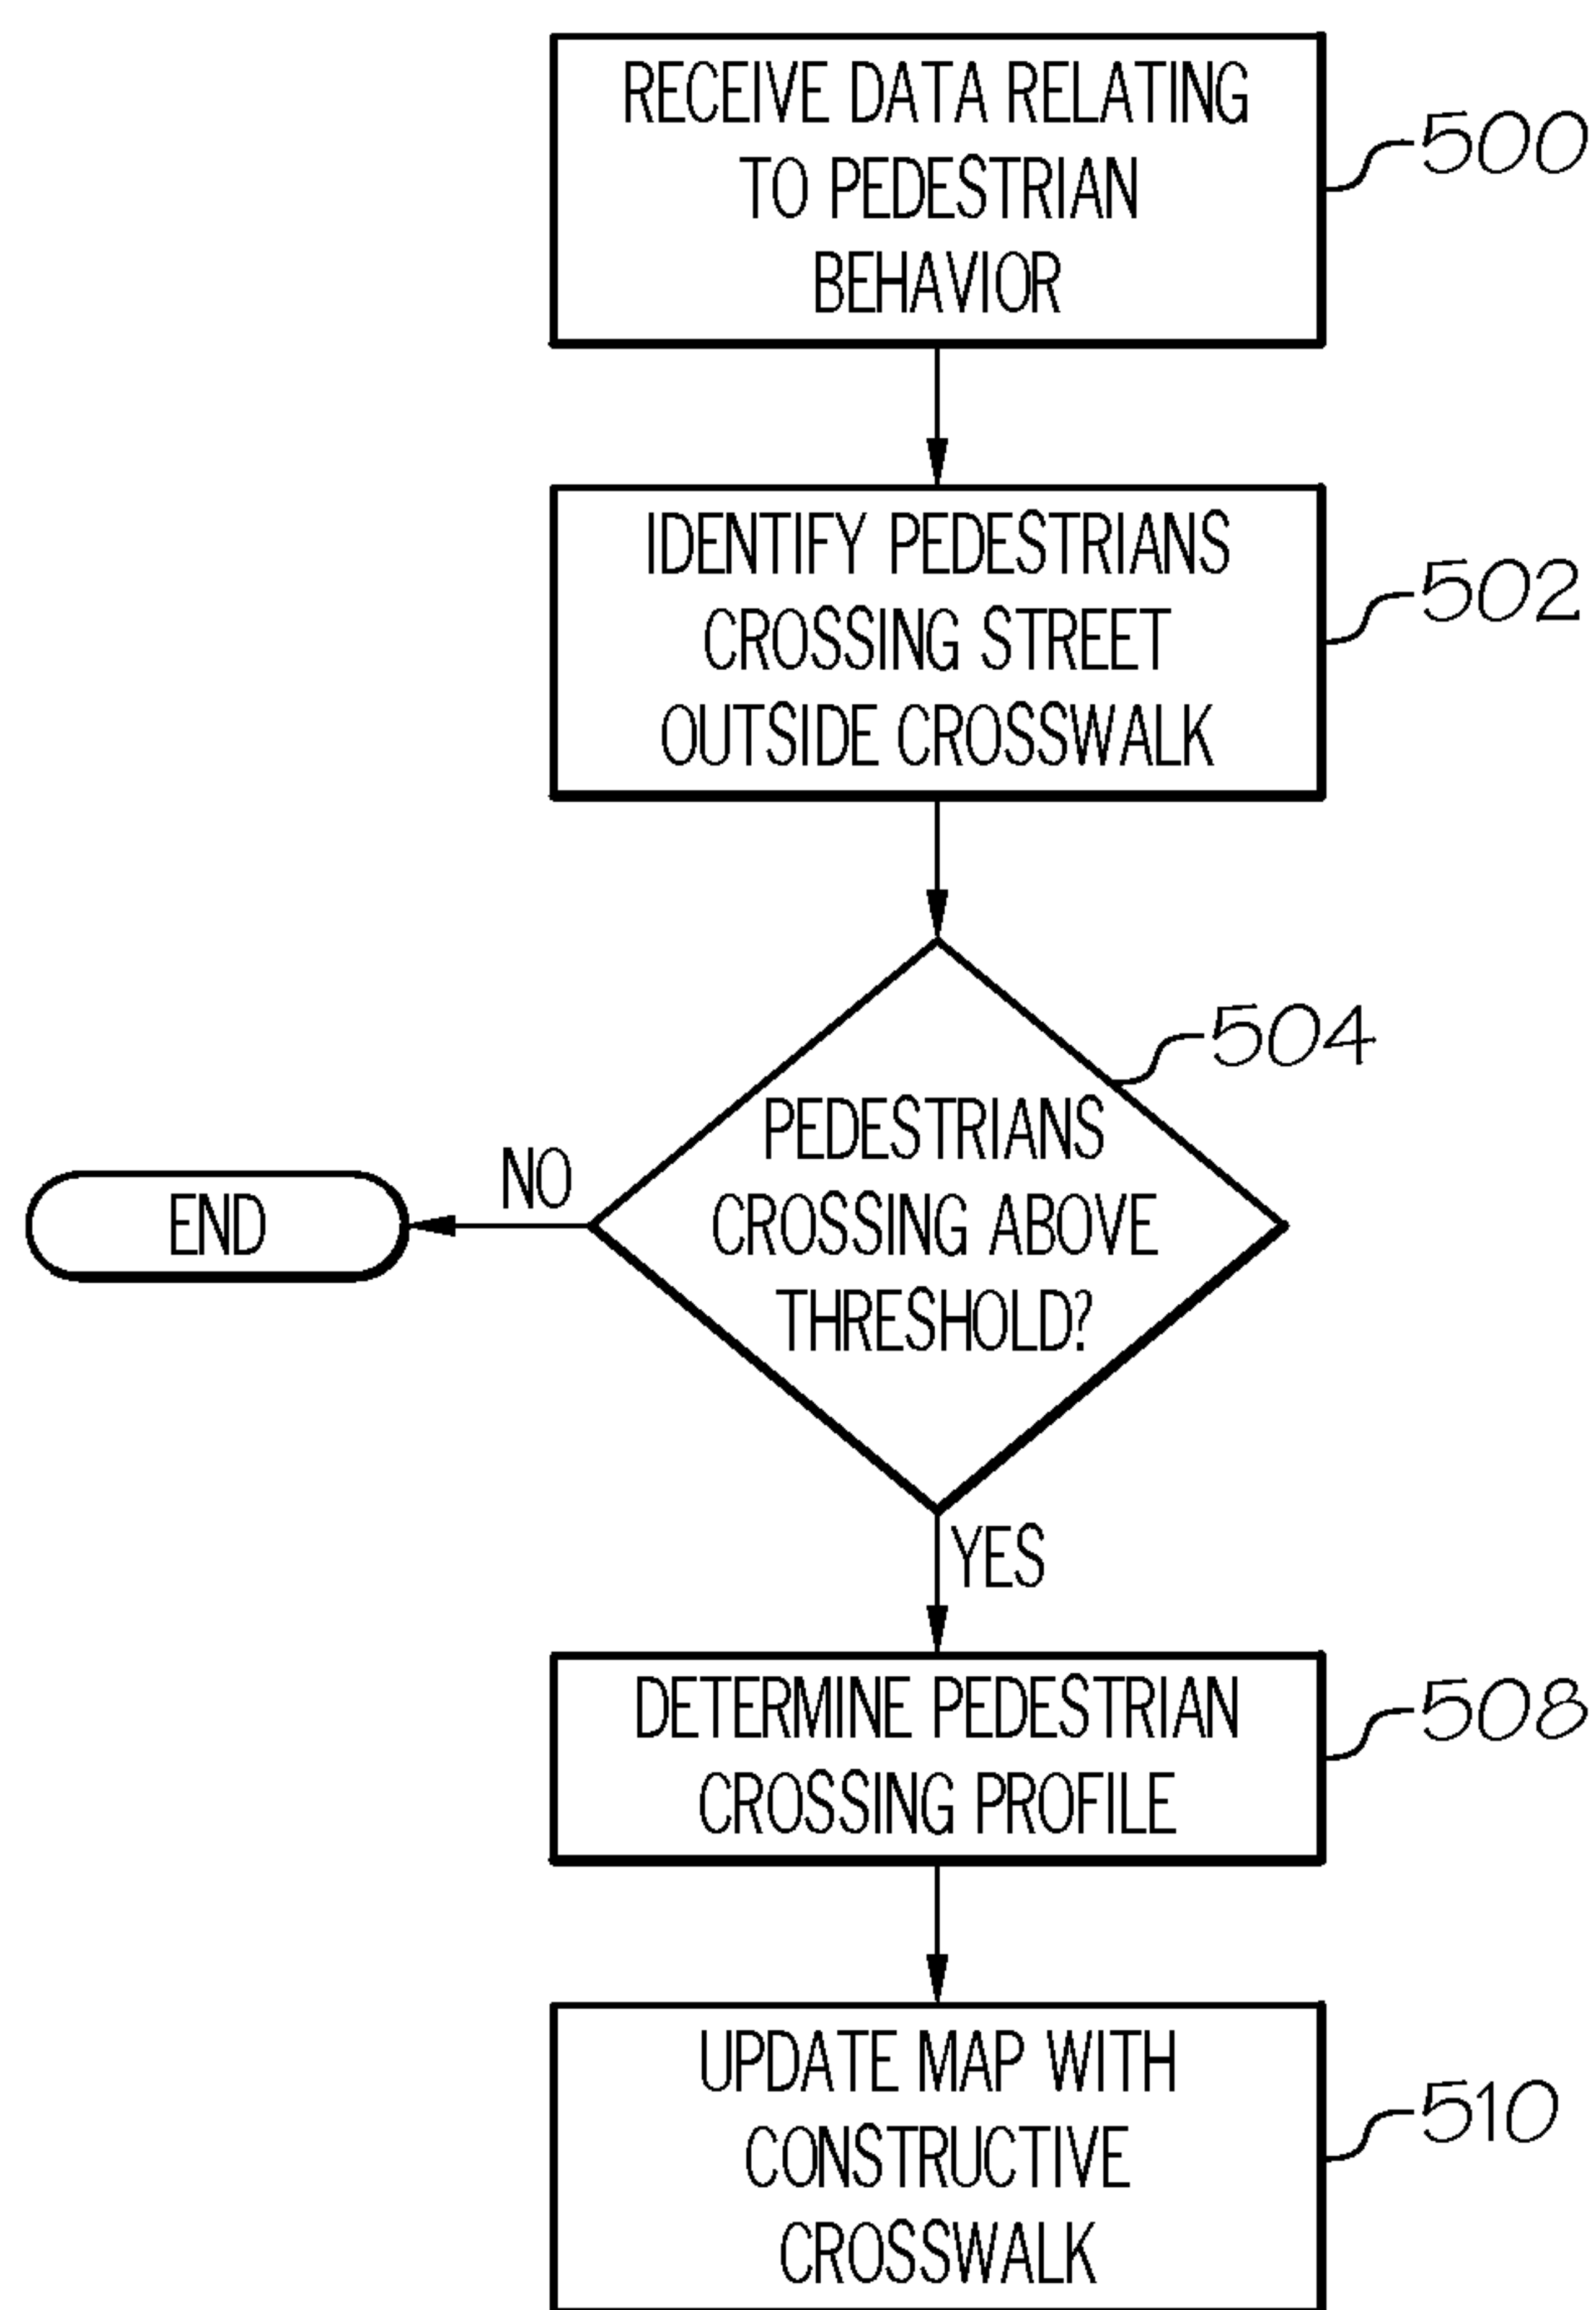 RECEIVE DATA RELATING
TO PEDESTRIAN
BEHAVIOR
500
IDENTIFY PEDESTRIANS
CROSSING STREET
OUTSIDE CROSSWALK
502
504
PEDESTRIANS
CROSSING ABOVE
THRESHOLD?
NO
END
YES
DETERMINE PEDESTRIAN
CROSSING PROFILE
508
UPDATE MAP WITH
CONSTRUCTIVE
CROSSWALK
510